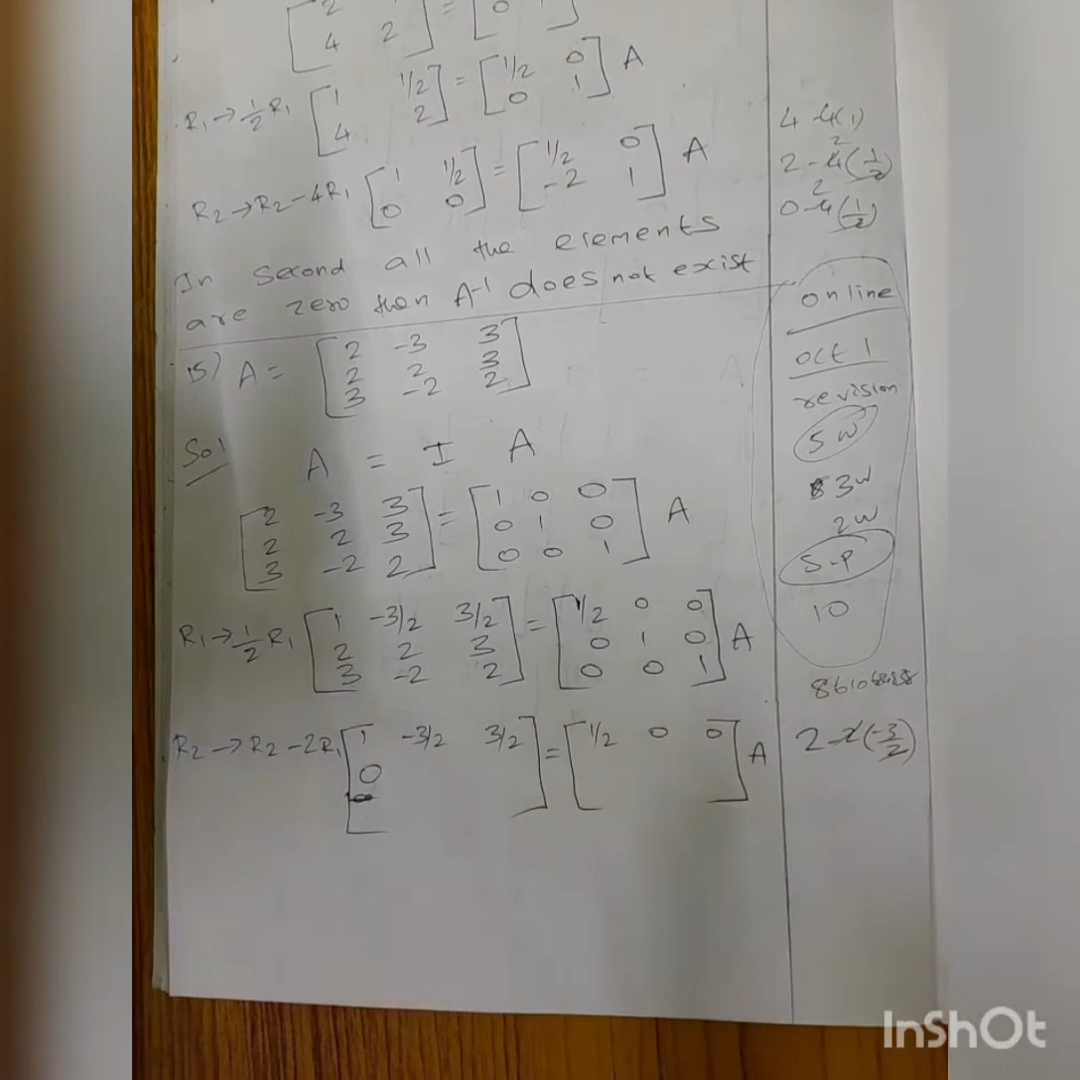 2
4 2 = 0
R₁→½R₁ [1 1/2; 4 2] = [1/2 0; 0 1] A
R₂→R₂-4R₁ [1 1/2; 0 0] = [1/2 0; -2 1] A
In second all the elements
are zero then A⁻¹ does not exist
15) A = [2 -3 3; 2 2 3; 3 -2 2]
Sol A = I A
[2 -3 3; 2 2 3; 3 -2 2] = [1 0 0; 0 1 0; 0 0 1] A
R₁→½R₁ [1 -3/2 3/2; 2 2 3; 3 -2 2] = [1/2 0 0; 0 1 0; 0 0 1] A
R₂→R₂-2R₁ [1 -3/2 3/2; 0] = [1/2 0 0] A
4-4(1)
2-4(1/2)
0-4(1/2)
online
oct 1
revision
5W
3W
2W
S-P
10
2-2(-3/2)
InShOt